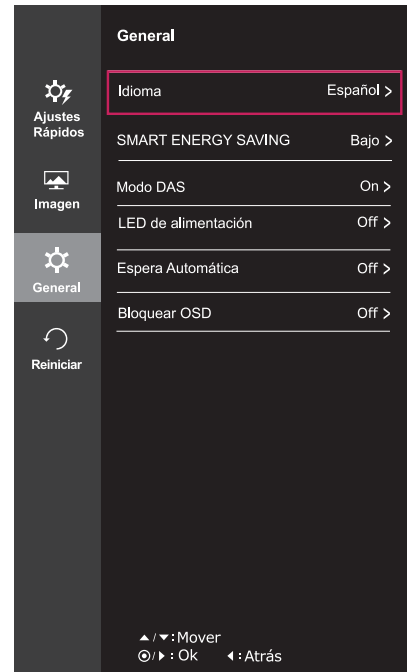 General
Ajustes
Rápidos
Imagen
General
Reiniciar
Idioma Español >
SMART ENERGY SAVING Bajo >
Modo DAS On >
LED de alimentación Off >
Espera Automática Off >
Bloquear OSD Off >
▲/▼:Mover
◉/▶ : Ok ◀ : Atrás